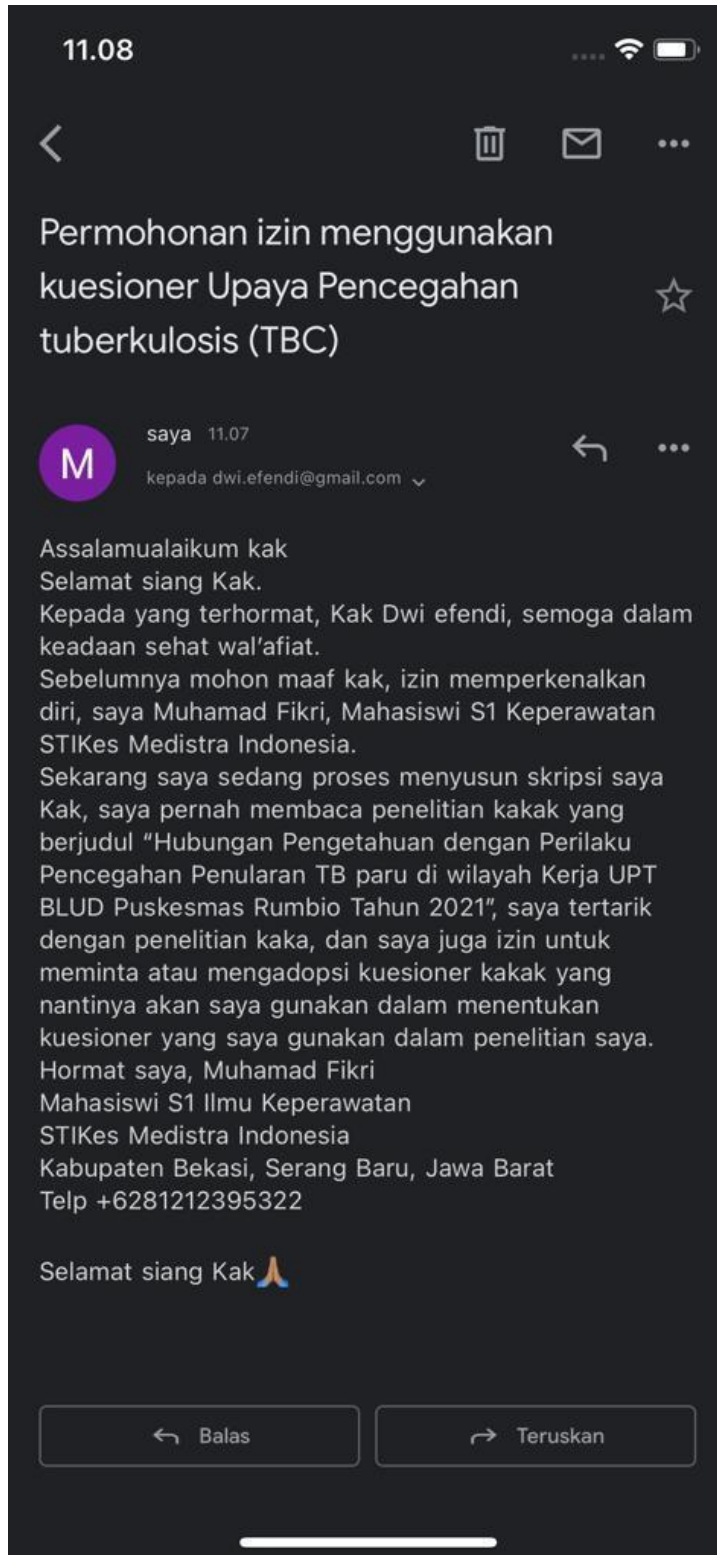 11.08
Permohonan izin menggunakan
kuesioner Upaya Pencegahan
tuberkulosis (TBC)
M
saya 11.07
kepada dwi.efendi@gmail.com
Assalamualaikum kak
Selamat siang Kak.
Kepada yang terhormat, Kak Dwi efendi, semoga dalam
keadaan sehat wal’afiat.
Sebelumnya mohon maaf kak, izin memperkenalkan
diri, saya Muhamad Fikri, Mahasiswi S1 Keperawatan
STIKes Medistra Indonesia.
Sekarang saya sedang proses menyusun skripsi saya
Kak, saya pernah membaca penelitian kakak yang
berjudul “Hubungan Pengetahuan dengan Perilaku
Pencegahan Penularan TB paru di wilayah Kerja UPT
BLUD Puskesmas Rumbio Tahun 2021”, saya tertarik
dengan penelitian kaka, dan saya juga izin untuk
meminta atau mengadopsi kuesioner kakak yang
nantinya akan saya gunakan dalam menentukan
kuesioner yang saya gunakan dalam penelitian saya.
Hormat saya, Muhamad Fikri
Mahasiswi S1 Ilmu Keperawatan
STIKes Medistra Indonesia
Kabupaten Bekasi, Serang Baru, Jawa Barat
Telp +6281212395322
Selamat siang Kak🙏🏽
Balas
Teruskan